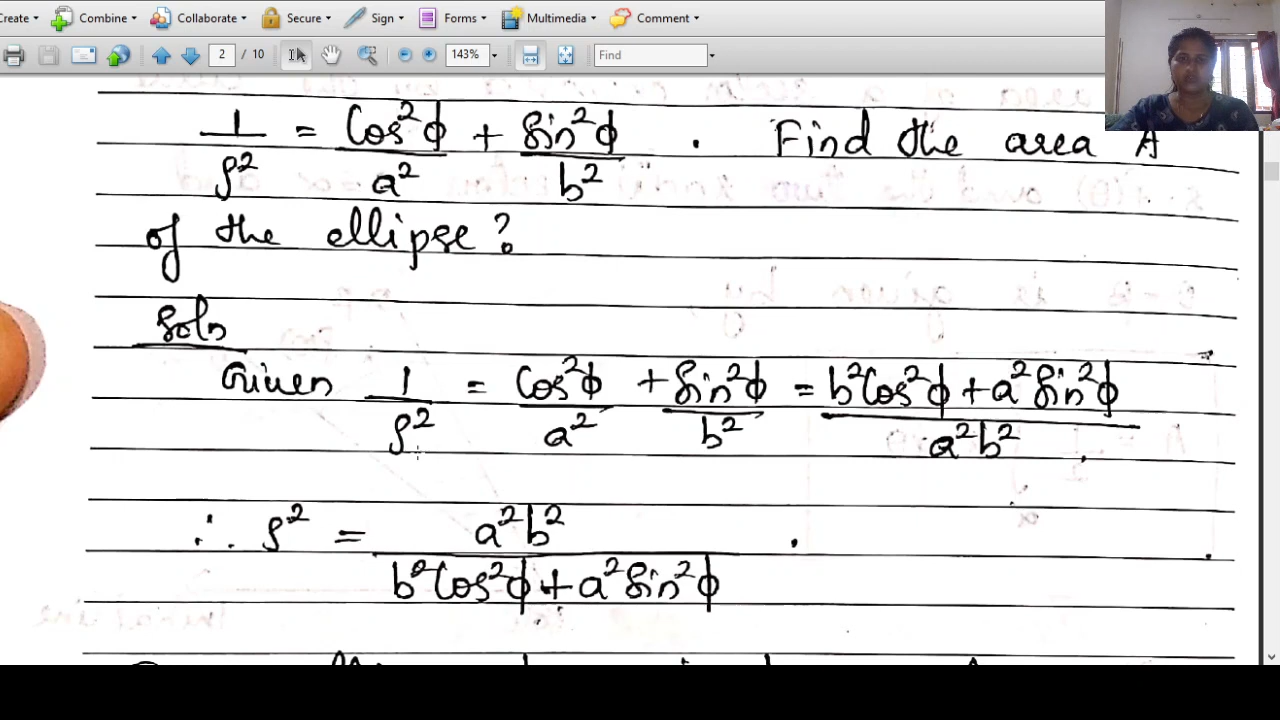 Create Combine Collaborate Secure Sign Forms Multimedia Comment
2 / 10 143% Find
1/ρ² = Cos²φ/a² + Sin²φ/b² . Find the area A
of the ellipse?
Soln
Given 1/ρ² = Cos²φ/a² + Sin²φ/b² = b²Cos²φ + a²Sin²φ/a²b² .
∴ ρ² = a²b²/b²Cos²φ + a²Sin²φ .